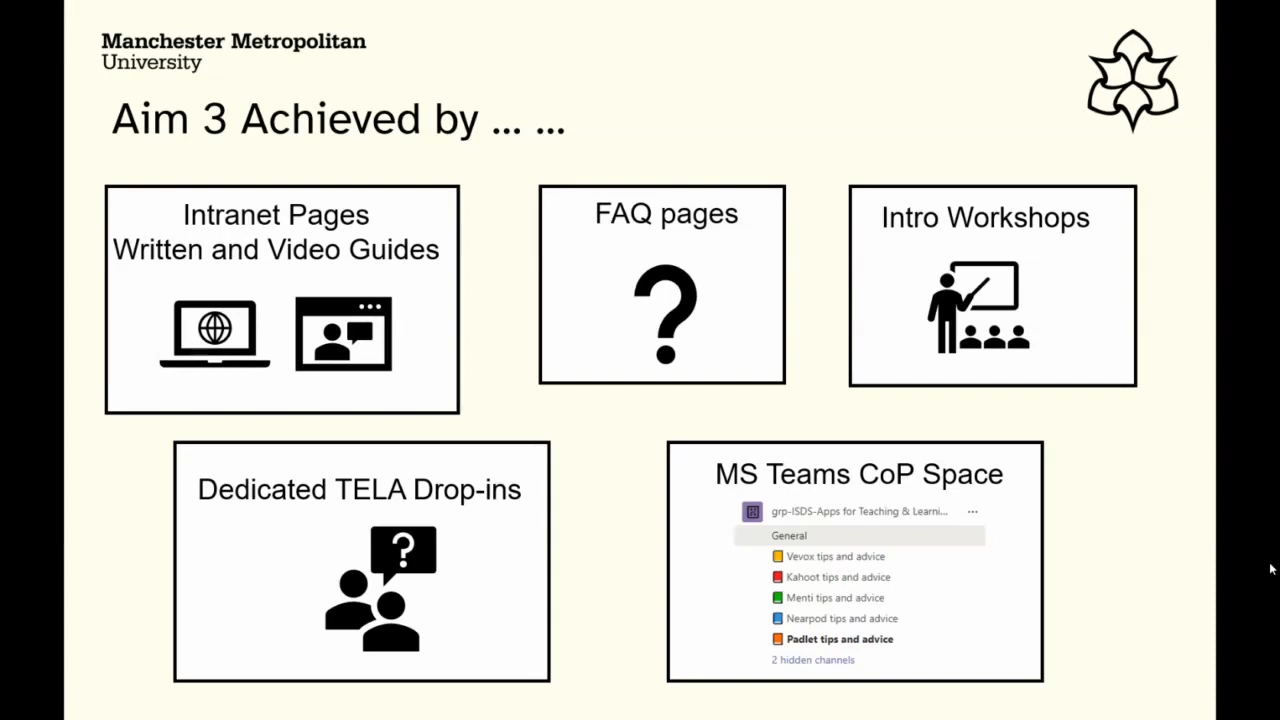 Manchester Metropolitan
University
Aim 3 Achieved by ... ...
Intranet Pages
Written and Video Guides
FAQ pages
?
Intro Workshops
Dedicated TELA Drop-ins
?
MS Teams CoP Space
grp-ISDS-Apps for Teaching & Learni... ...
General
Vevox tips and advice
Kahoot tips and advice
Menti tips and advice
Nearpod tips and advice
Padlet tips and advice
2 hidden channels